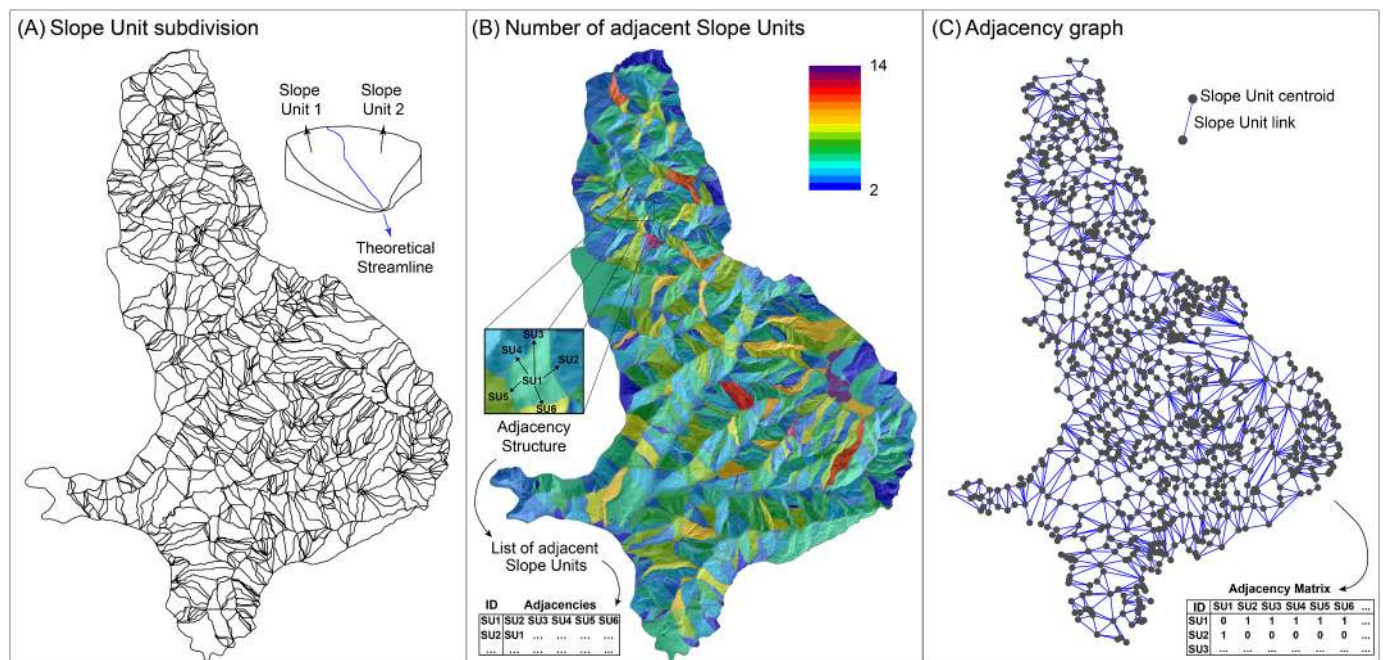 (A) Slope Unit subdivision
Slope
Unit 1
Slope
Unit 2
Theoretical
Streamline
(B) Number of adjacent Slope Units
14
2
SU3
SU4
SU2
SU1
SU5
SU6
Adjacency
Structure
List of adjacent
Slope Units
ID Adjacencies
SU1 SU2 SU3 SU4 SU5 SU6
SU2 SU1 ... ... ... ...
... ... ... ... ... ...
(C) Adjacency graph
Slope Unit centroid
Slope Unit link
Adjacency Matrix
ID SU1 SU2 SU3 SU4 SU5 SU6 ...
SU1 0 1 1 1 1 1 ...
SU2 1 0 0 0 0 0 ...
SU3 ... ... ... ... ... ... ...